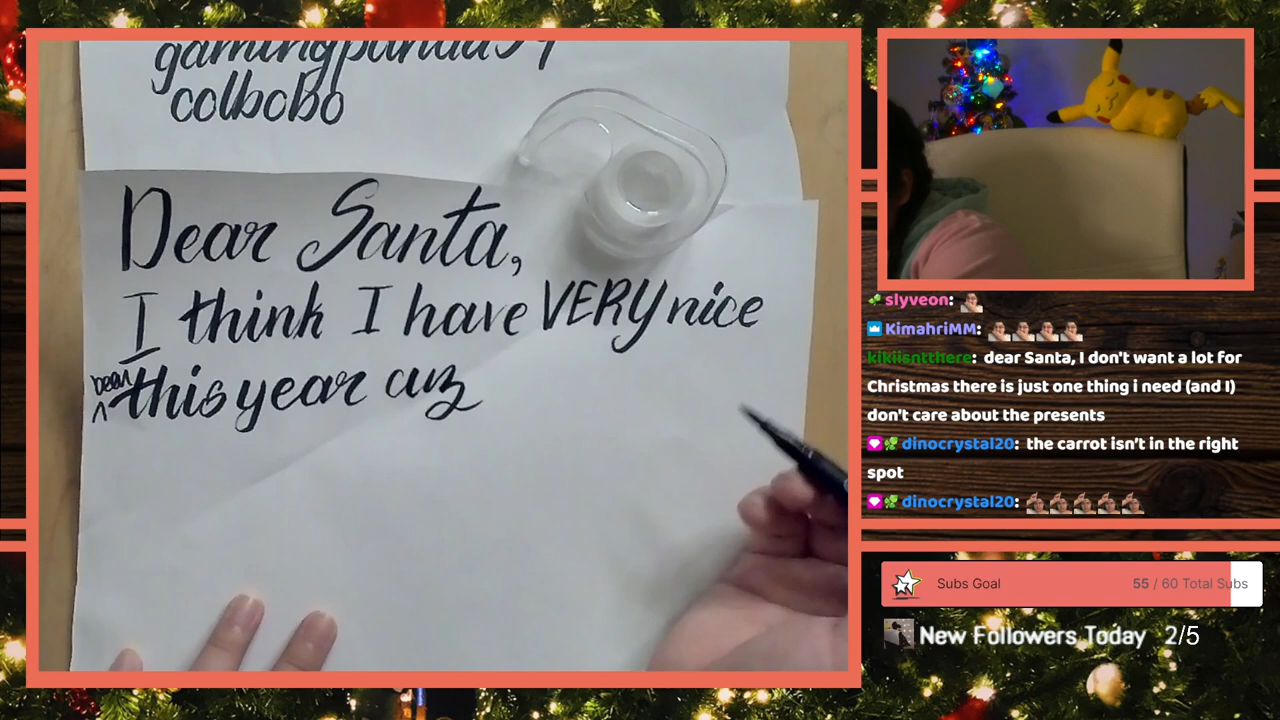 gamingpanda54
colbobo
Dear Santa,
I think I have VERY nice
been
^ this year cuz
slyveon:
KimahriMM:
kikiisntthere: dear Santa, I don't want a lot for
Christmas there is just one thing i need (and I)
don't care about the presents
dinocrystal20: the carrot isn't in the right
spot
dinocrystal20:
Subs Goal 55 / 60 Total Subs
New Followers Today 2/5